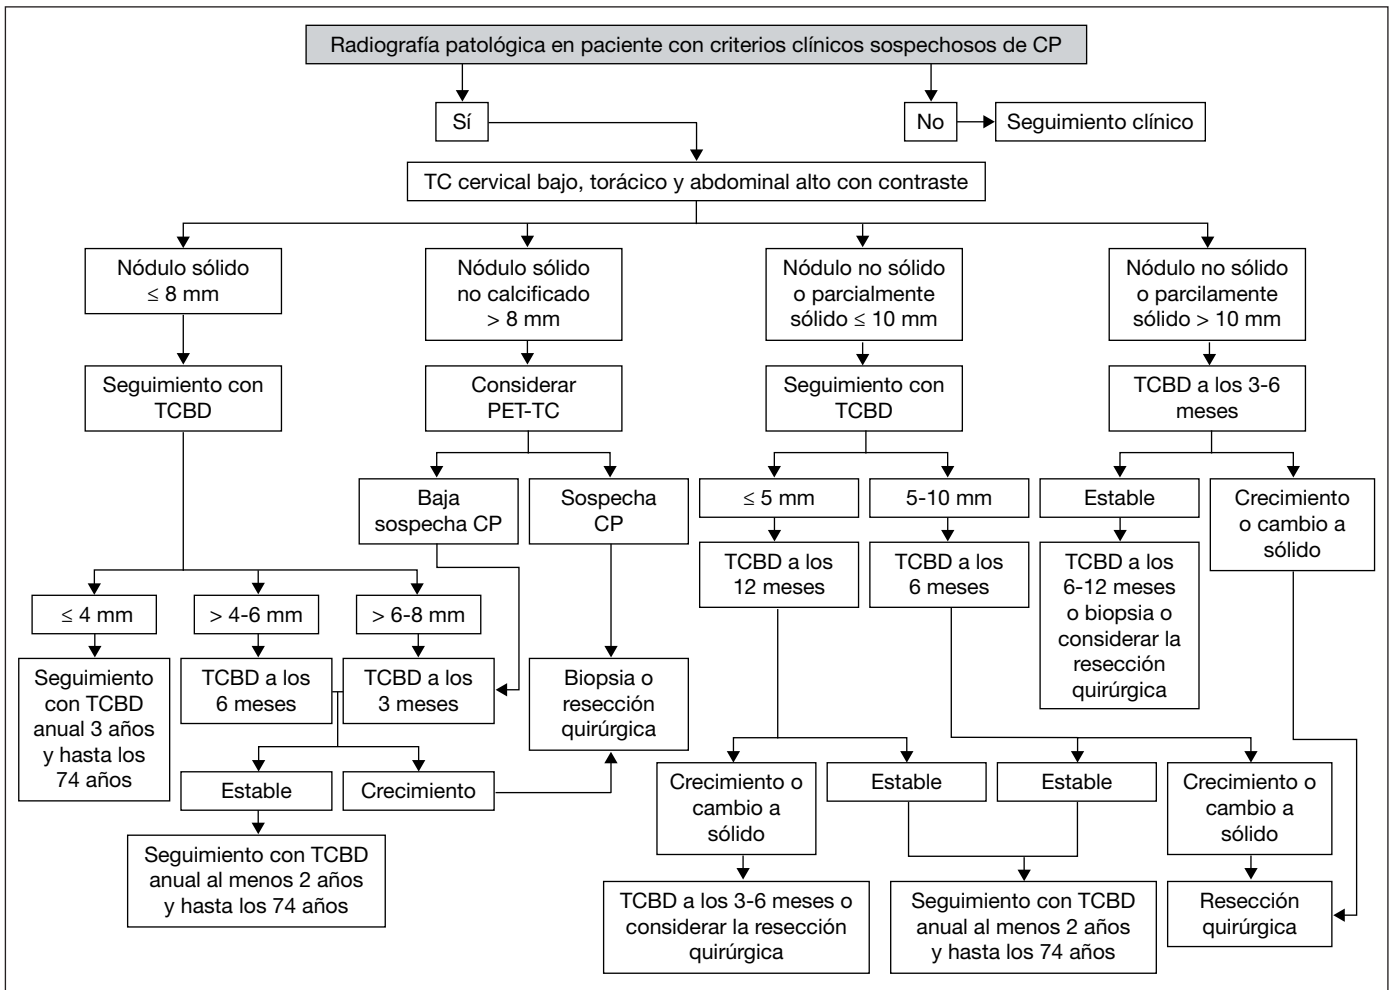 Radiografía patológica en paciente con criterios clínicos sospechosos de CP
Sí
No
Seguimiento clínico
TC cervical bajo, torácico y abdominal alto con contraste
Nódulo sólido
≤ 8 mm
Nódulo sólido
no calcificado
> 8 mm
Nódulo no sólido
o parcialmente
sólido ≤ 10 mm
Nódulo no sólido
o parcilamente
sólido > 10 mm
Seguimiento con
TCBD
Considerar
PET-TC
Seguimiento con
TCBD
TCBD a los 3-6
meses
Baja
sospecha CP
Sospecha
CP
≤ 5 mm
5-10 mm
Estable
Crecimiento
o cambio a
sólido
TCBD a los
12 meses
TCBD a los
6 meses
TCBD a los
6-12 meses
o biopsia o
considerar la
resección
quirúrgica
≤ 4 mm
> 4-6 mm
> 6-8 mm
Seguimiento
con TCBD
anual 3 años
y hasta los
74 años
TCBD a los
6 meses
TCBD a los
3 meses
Biopsia o
resección
quirúrgica
Estable
Crecimiento
Crecimiento o
cambio a
sólido
Estable
Estable
Crecimiento o
cambio a
sólido
Seguimiento con TCBD
anual al menos 2 años
y hasta los 74 años
TCBD a los 3-6 meses o
considerar la resección
quirúrgica
Seguimiento con TCBD
anual al menos 2 años
y hasta los 74 años
Resección
quirúrgica